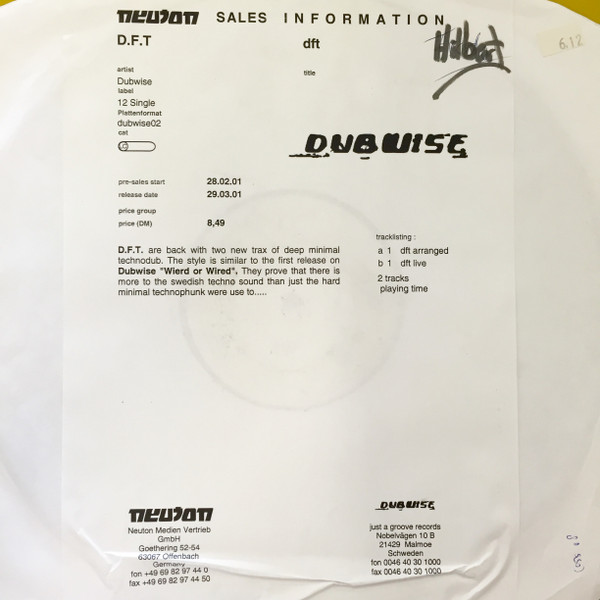 neuton SALES INFORMATION
D.F.T
dft
Hilbert
6.12
artist
title
Dubwise
label
12 Single
Plattenformat
dubwise02
cat
DUBWISE
pre-sales start 28.02.01
release date 29.03.01
price group
price (DM) 8,49
D.F.T. are back with two new trax of deep minimal
technodub. The style is similar to the first release on
Dubwise "Wierd or Wired". They prove that there is
more to the swedish techno sound than just the hard
minimal technophunk were use to.....
tracklisting :
a 1 dft arranged
b 1 dft live
2 tracks
playing time
neuton
Neuton Medien Vertrieb
GmbH
Goethering 52-54
63067 Offenbach
Germany
fon +49 69 82 97 44 0
fax +49 69 82 97 44 50
DUBWISE
just a groove records
Nobelvägen 10 B
21429 Malmoe
Schweden
fon 0046 40 30 1000
fax 0046 40 30 1000